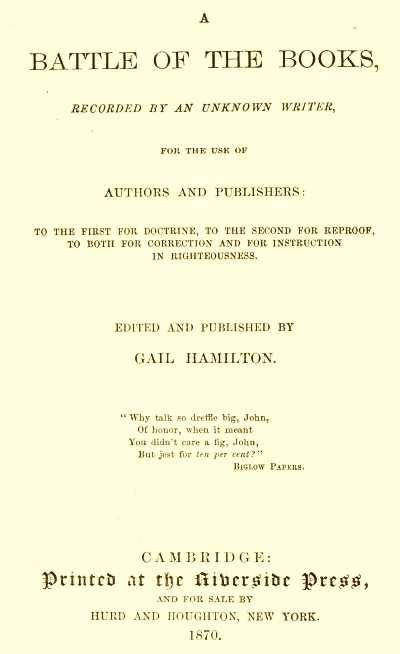 A
BATTLE OF THE BOOKS,
RECORDED BY AN UNKNOWN WRITER,
FOR THE USE OF
AUTHORS AND PUBLISHERS:
TO THE FIRST FOR DOCTRINE, TO THE SECOND FOR REPROOF,
TO BOTH FOR CORRECTION AND FOR INSTRUCTION
IN RIGHTEOUSNESS.
EDITED AND PUBLISHED BY
GAIL HAMILTON.
"Why talk so dreffle big, John,
Of honor, when it meant
You didn't care a fig, John,
But jest for ten per cent?"
BIGLOW PAPERS.
CAMBRIDGE:
Printed at the Riverside Press,
AND FOR SALE BY
HURD AND HOUGHTON, NEW YORK.
1870.